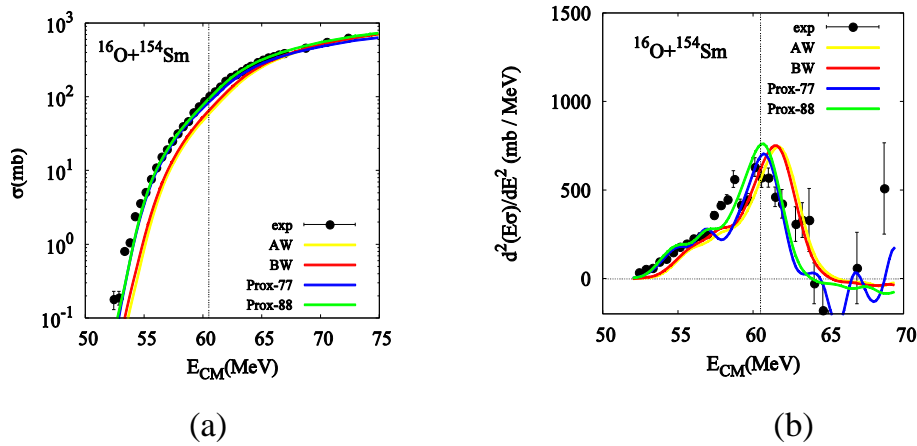 10³
10²
10¹
10⁰
10⁻¹
σ(mb)
¹⁶O+¹⁵⁴Sm
exp
AW
BW
Prox-77
Prox-88
50 55 60 65 70 75
E_CM(MeV)
(a)
1500
1000
500
0
d²(Eσ)/dE² (mb / MeV)
¹⁶O+¹⁵⁴Sm
exp
AW
BW
Prox-77
Prox-88
50 55 60 65 70
E_CM(MeV)
(b)